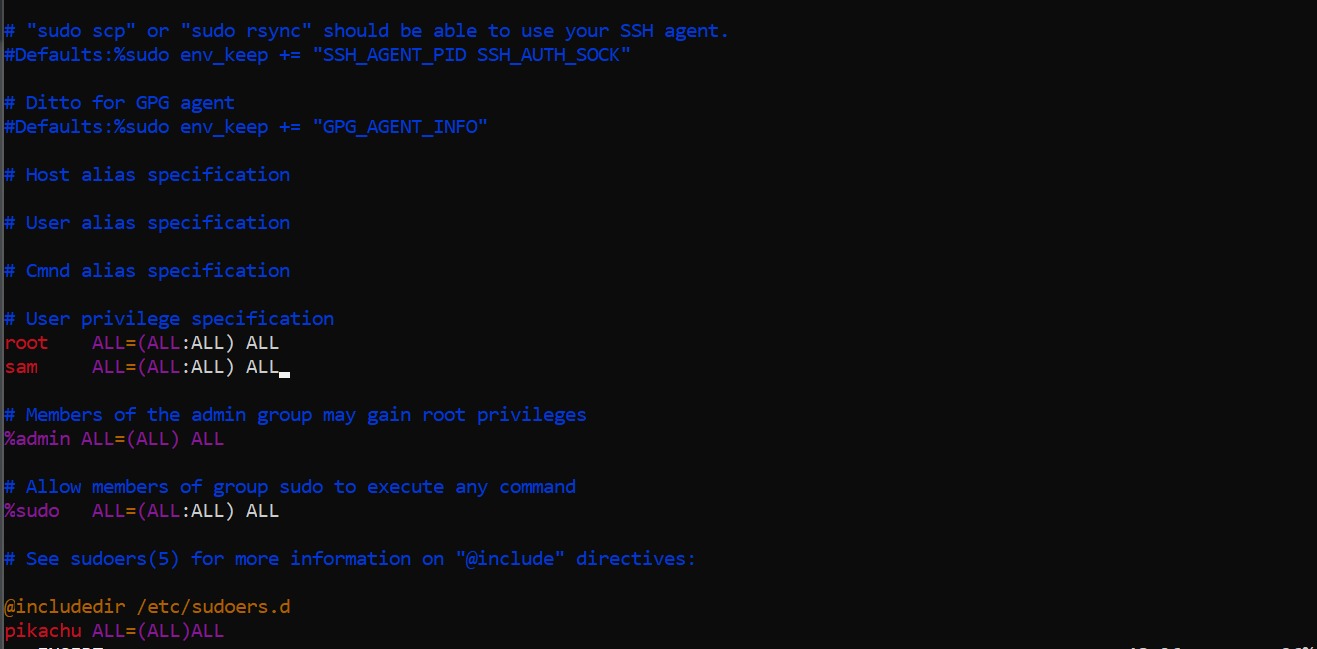 # "sudo scp" or "sudo rsync" should be able to use your SSH agent.
#Defaults:%sudo env_keep += "SSH_AGENT_PID SSH_AUTH_SOCK"
# Ditto for GPG agent
#Defaults:%sudo env_keep += "GPG_AGENT_INFO"
# Host alias specification
# User alias specification
# Cmnd alias specification
# User privilege specification
root    ALL=(ALL:ALL) ALL
sam     ALL=(ALL:ALL) ALL
# Members of the admin group may gain root privileges
%admin ALL=(ALL) ALL
# Allow members of group sudo to execute any command
%sudo   ALL=(ALL:ALL) ALL
# See sudoers(5) for more information on "@include" directives:
@includedir /etc/sudoers.d
pikachu ALL=(ALL)ALL